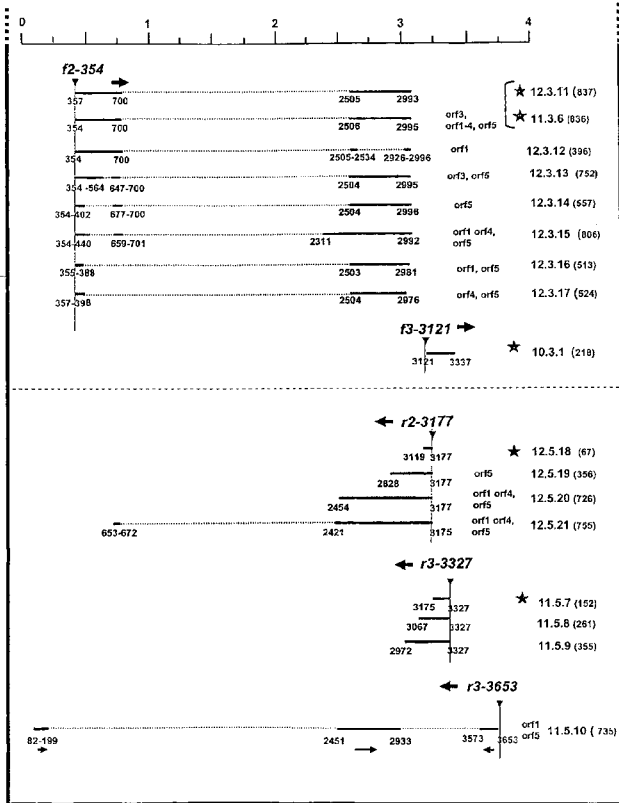 0 1 2 3 4
f2-354
357 700 2505 2993 12.3.11 (837)
354 700 2506 2995 orf3, orf1-4, orf5 11.3.6 (836)
354 700 2505-2534 2926-2996 orf1 12.3.12 (396)
354 -564 647-700 2504 2995 orf3, orf5 12.3.13 (752)
354-402 677-700 2504 2996 orf5 12.3.14 (557)
354-440 659-701 2311 2992 orf1 orf4, orf5 12.3.15 (806)
355-388 2503 2981 orf1, orf5 12.3.16 (513)
357-398 2504 2976 orf4, orf5 12.3.17 (524)
f3-3121
3121 3337 10.3.1 (218)
r2-3177
3119 3177 12.5.18 (67)
2828 3177 orf5 12.5.19 (356)
2454 3177 orf1 orf4, orf5 12.5.20 (726)
653-672 2421 3175 orf1 orf4, orf5 12.5.21 (755)
r3-3327
3175 3327 11.5.7 (152)
3067 3327 11.5.8 (261)
2972 3327 11.5.9 (355)
r3-3653
82-199 2451 2933 3573 3653 orf1 orf5 11.5.10 ( 735)